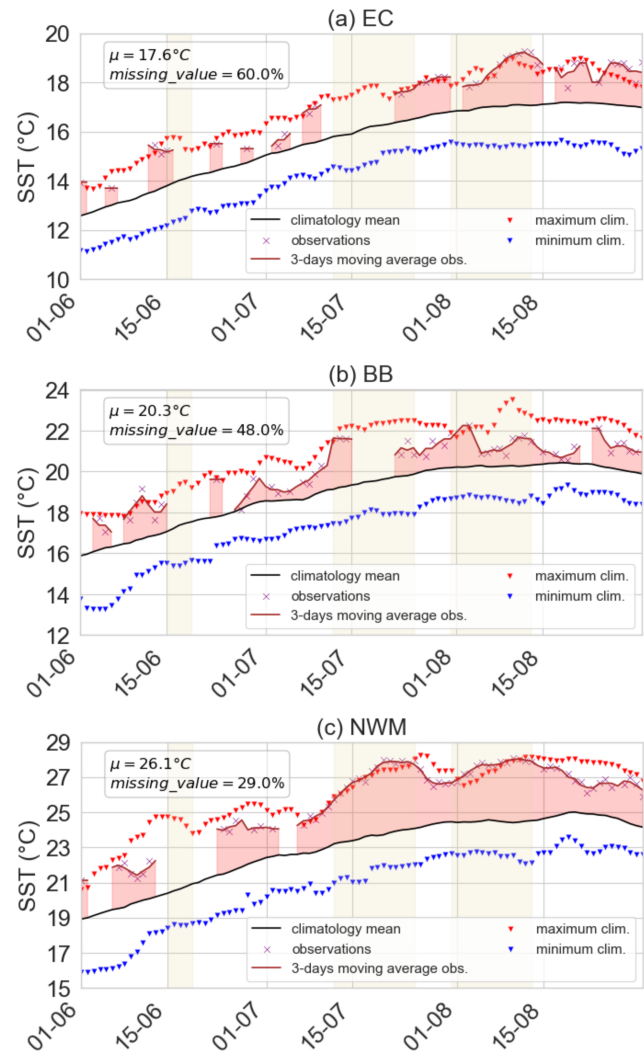 (a) EC
μ = 17.6°C
missing_value = 60.0%
20
18
16
14
12
10
SST (°C)
climatology mean
observations
3-days moving average obs.
maximum clim.
minimum clim.
01-06
15-06
01-07
15-07
01-08
15-08
(b) BB
μ = 20.3°C
missing_value = 48.0%
24
22
20
18
16
14
12
SST (°C)
climatology mean
observations
3-days moving average obs.
maximum clim.
minimum clim.
01-06
15-06
01-07
15-07
01-08
15-08
(c) NWM
μ = 26.1°C
missing_value = 29.0%
29
27
25
23
21
19
17
15
SST (°C)
climatology mean
observations
3-days moving average obs.
maximum clim.
minimum clim.
01-06
15-06
01-07
15-07
01-08
15-08